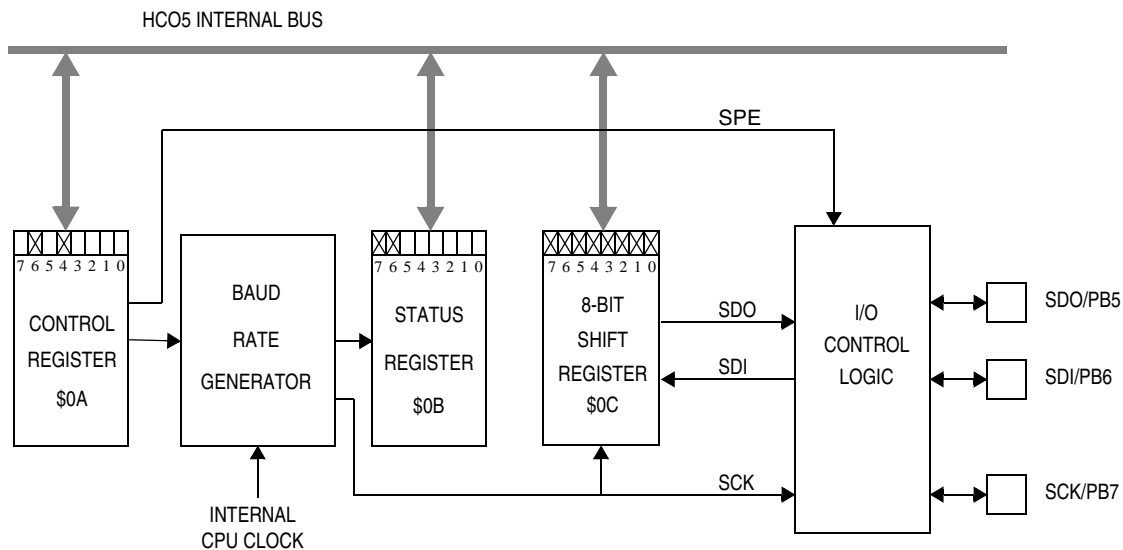 HCO5 INTERNAL BUS
SPE
7 6 5 4 3 2 1 0
CONTROL
REGISTER
$0A
BAUD
RATE
GENERATOR
7 6 5 4 3 2 1 0
STATUS
REGISTER
$0B
7 6 5 4 3 2 1 0
8-BIT
SHIFT
REGISTER
$0C
SDO
SDI
SCK
I/O
CONTROL
LOGIC
SDO/PB5
SDI/PB6
SCK/PB7
INTERNAL
CPU CLOCK